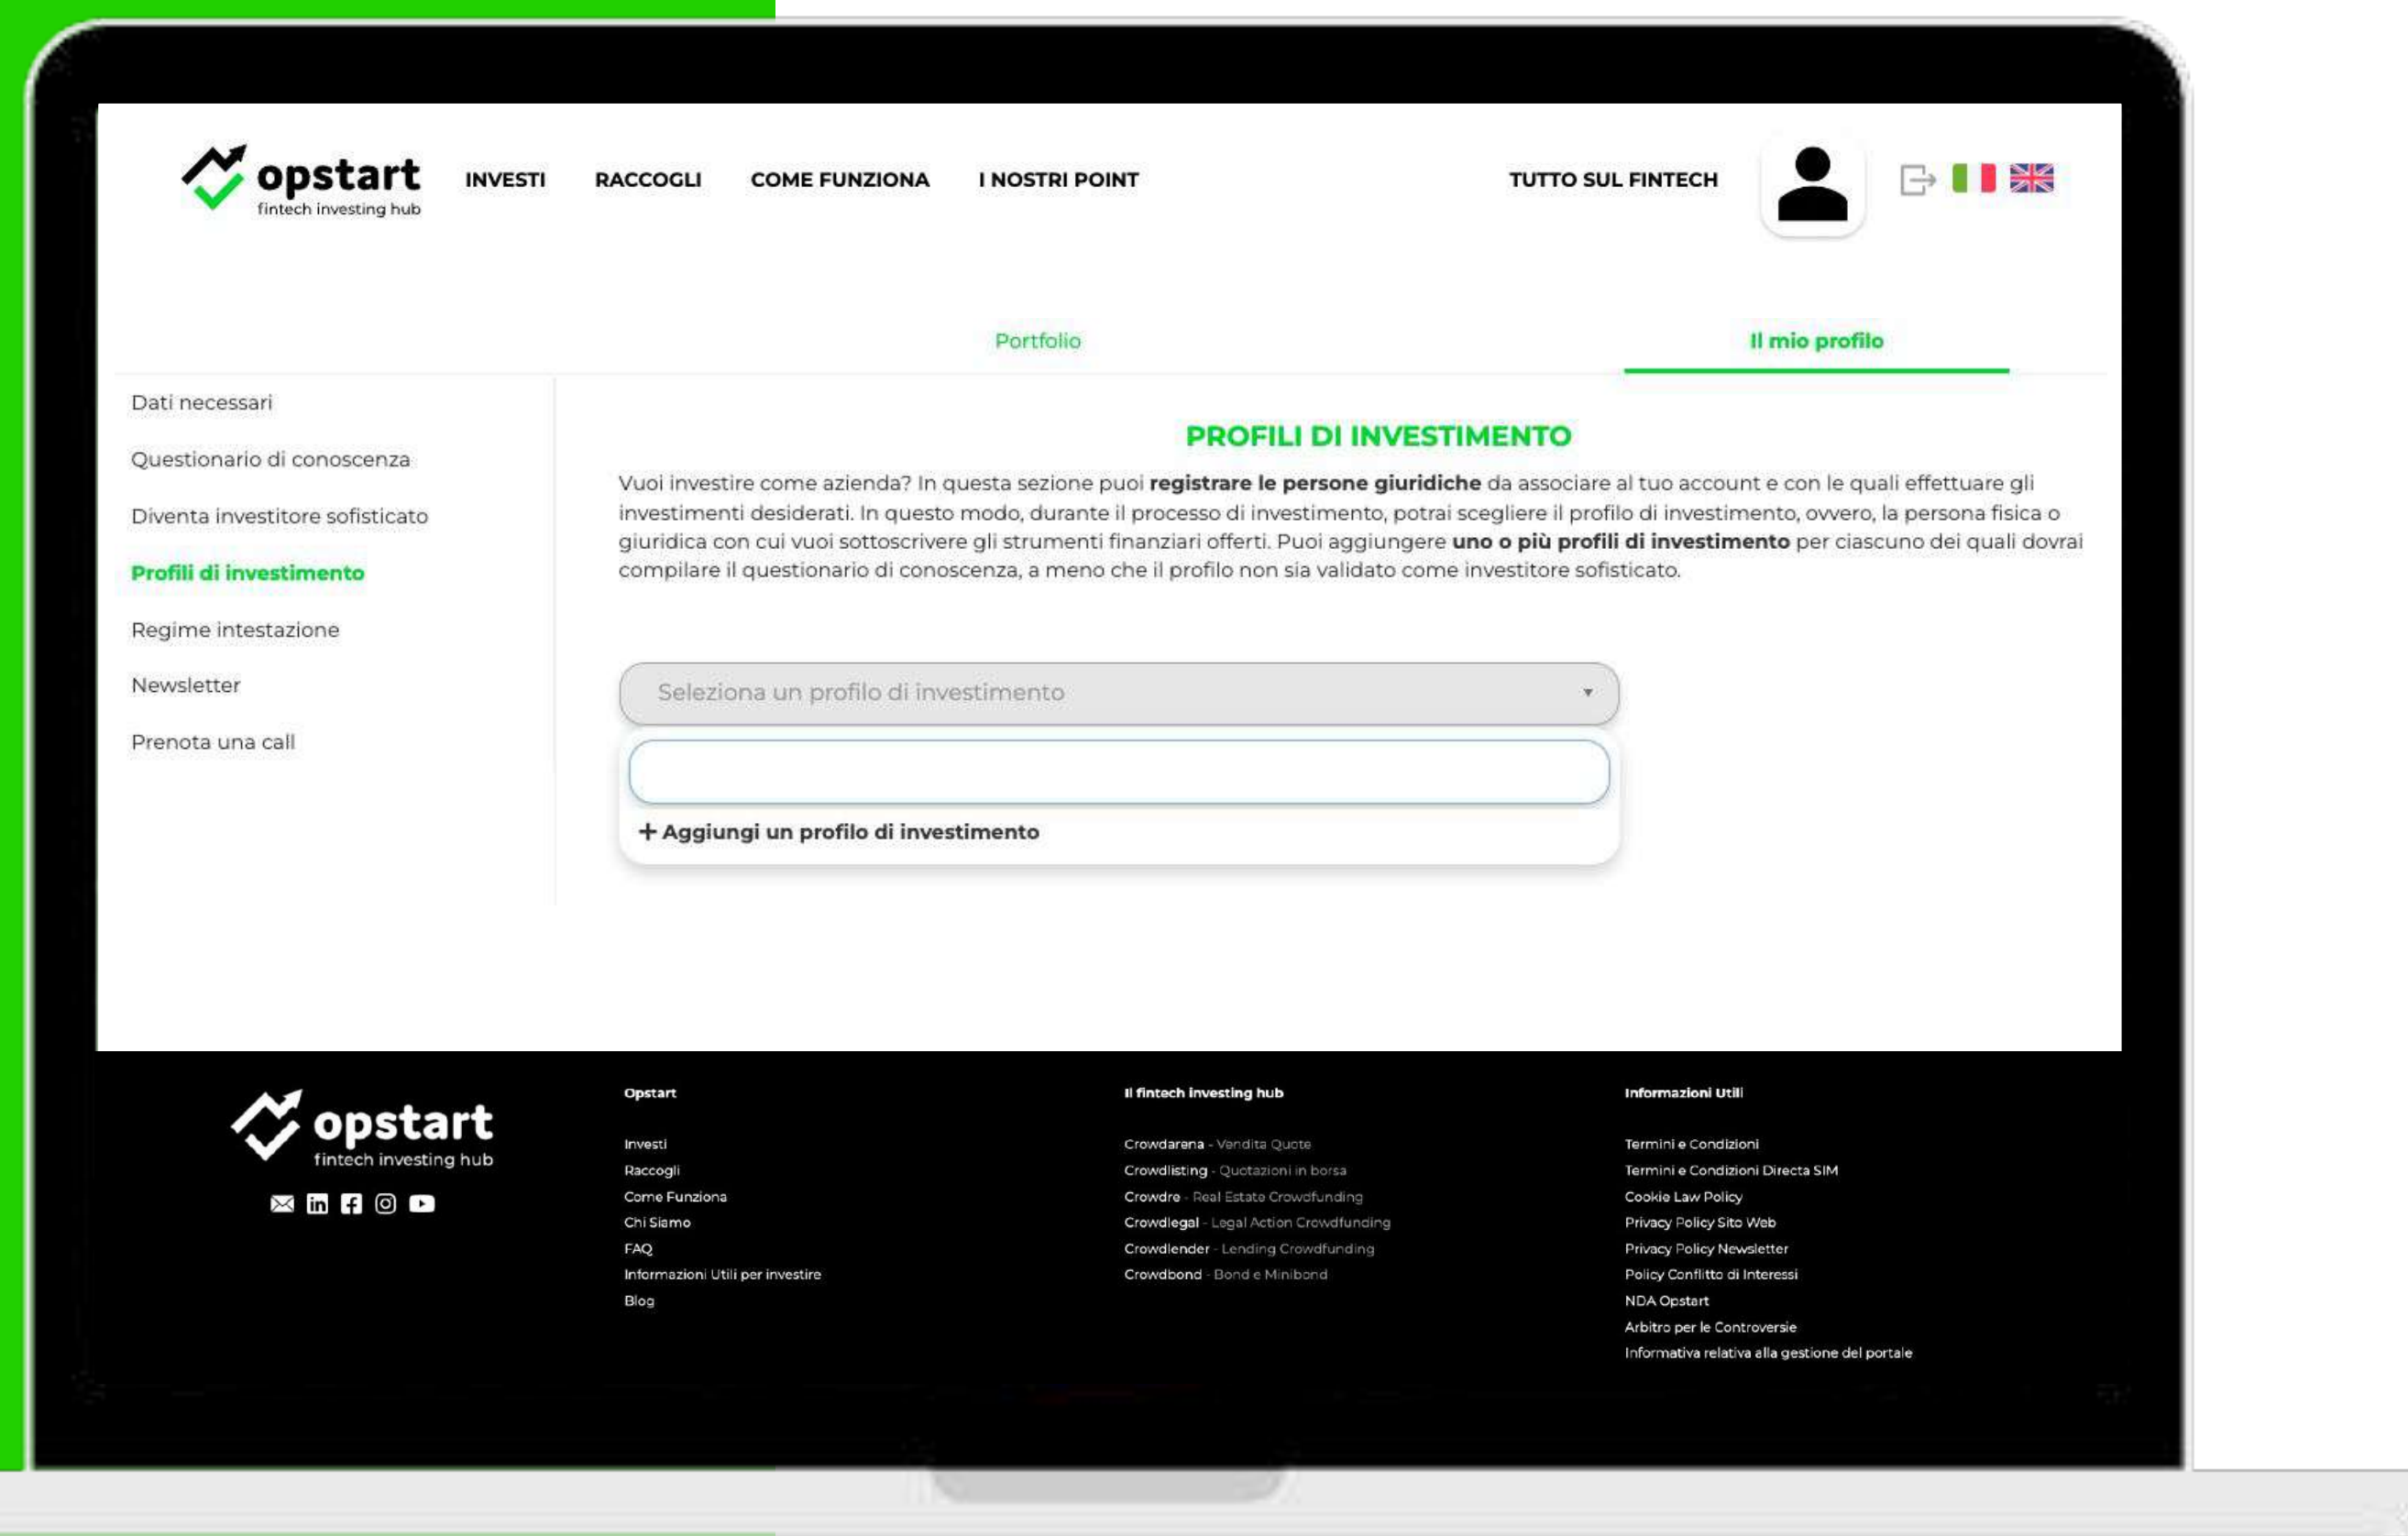 opstart
fintech investing hub
INVESTI
RACCOGLI
COME FUNZIONA
I NOSTRI POINT
TUTTO SUL FINTECH
Portfolio
Il mio profilo
Dati necessari
Questionario di conoscenza
Diventa investitore sofisticato
Profili di investimento
Regime intestazione
Newsletter
Prenota una call
PROFILI DI INVESTIMENTO
Vuoi investire come azienda? In questa sezione puoi registrare le persone giuridiche da associare al tuo account e con le quali effettuare gli
investimenti desiderati. In questo modo, durante il processo di investimento, potrai scegliere il profilo di investimento, ovvero, la persona fisica o
giuridica con cui vuoi sottoscrivere gli strumenti finanziari offerti. Puoi aggiungere uno o più profili di investimento per ciascuno dei quali dovrai
compilare il questionario di conoscenza, a meno che il profilo non sia validato come investitore sofisticato.
Seleziona un profilo di investimento
+ Aggiungi un profilo di investimento
opstart
fintech investing hub
Opstart
Investi
Raccogli
Come Funziona
Chi Siamo
FAQ
Informazioni Utili per investire
Blog
Il fintech investing hub
Crowdarena - Vendita Quote
Crowdlisting - Quotazioni in borsa
Crowdre - Real Estate Crowdfunding
Crowdlegal - Legal Action Crowdfunding
Crowdlender - Lending Crowdfunding
Crowdbond - Bond e Minibond
Informazioni Utili
Termini e Condizioni
Termini e Condizioni Directa SIM
Cookie Law Policy
Privacy Policy Sito Web
Privacy Policy Newsletter
Policy Conflitto di Interessi
NDA Opstart
Arbitro per le Controversie
Informativa relativa alla gestione del portale